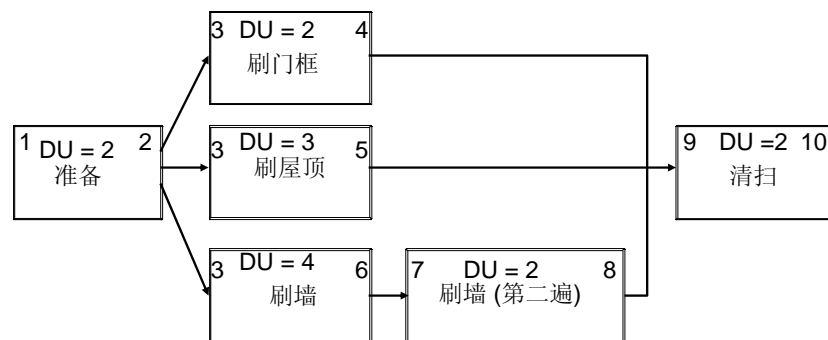 3 DU = 2 4
刷门框
1 DU = 2 2
准备
3 DU = 3 5
刷屋顶
9 DU =2 10
清扫
3 DU = 4 6
刷墙
7 DU = 2 8
刷墙 (第二遍)